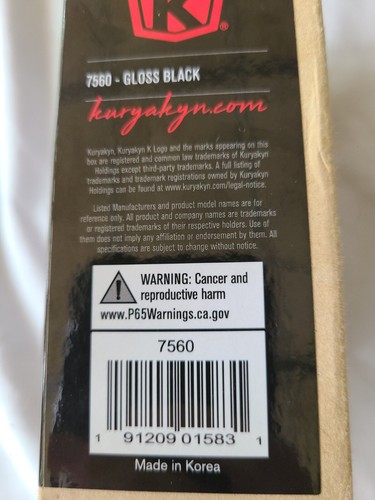 K®
7560 - GLOSS BLACK
kuryakyn.com
Kuryakyn, Kuryakyn K Logo and the marks appearing on this
box are registered and common law trademarks of Kuryakyn
Holdings except third-party trademarks. A full listing of
trademarks and trademark registrations owned by Kuryakyn
Holdings can be found at www.kuryakyn.com/legal-notice.
Listed Manufacturers and product model names are for
reference only. All product and company names are trademarks
or registered trademarks of their respective holders. Use of
them does not imply any affiliation or endorsement by them. All
specifications are subject to change without notice.
WARNING: Cancer and
reproductive harm
www.P65Warnings.ca.gov
7560
1 91209 01583 1
Made in Korea